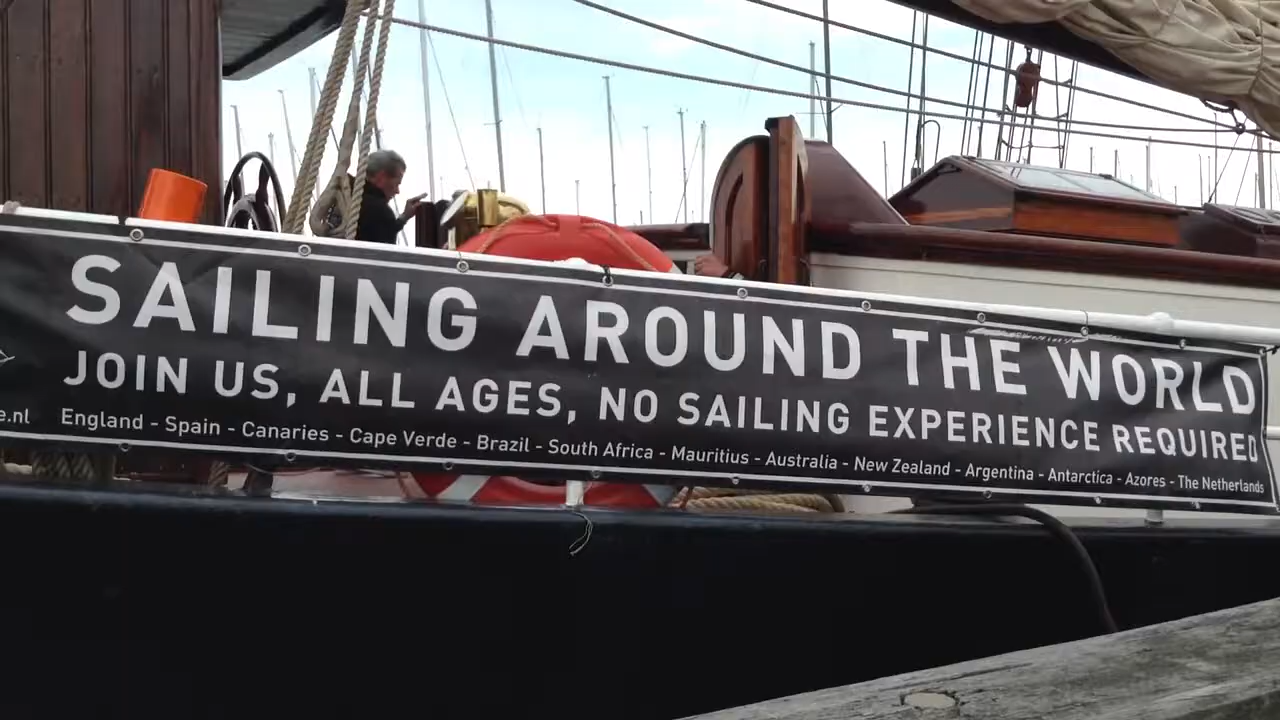 SAILING AROUND THE WORLD
JOIN US, ALL AGES, NO SAILING EXPERIENCE REQUIRED
e.nl
England - Spain - Canaries - Cape Verde - Brazil - South Africa - Mauritius - Australia - New Zealand - Argentina - Antarctica - Azores - The Netherlands